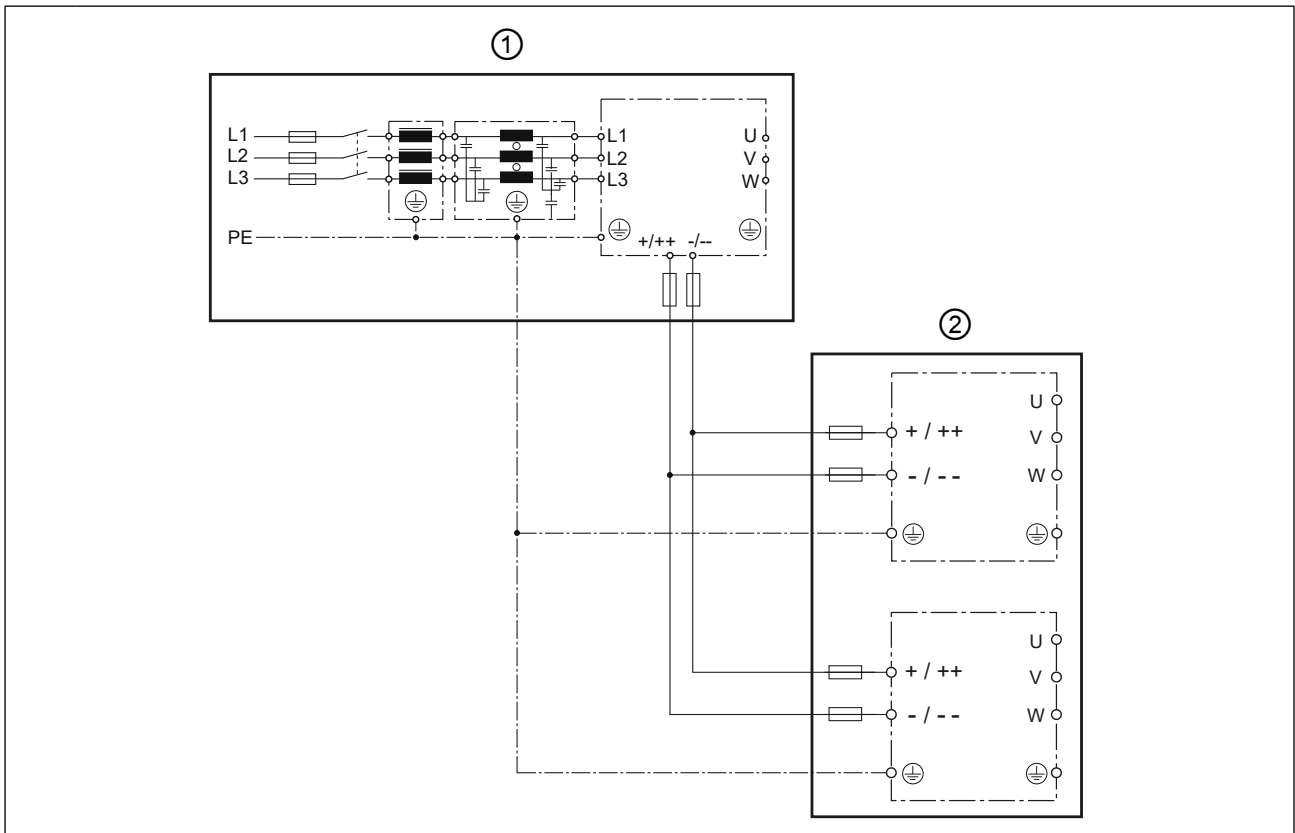 ①
L1 L1 U
L2 L2 V
L3 L3 W
PE
+/++ -/--
②
U
+ / ++ V
- / - - W
U
+ / ++ V
- / - - W